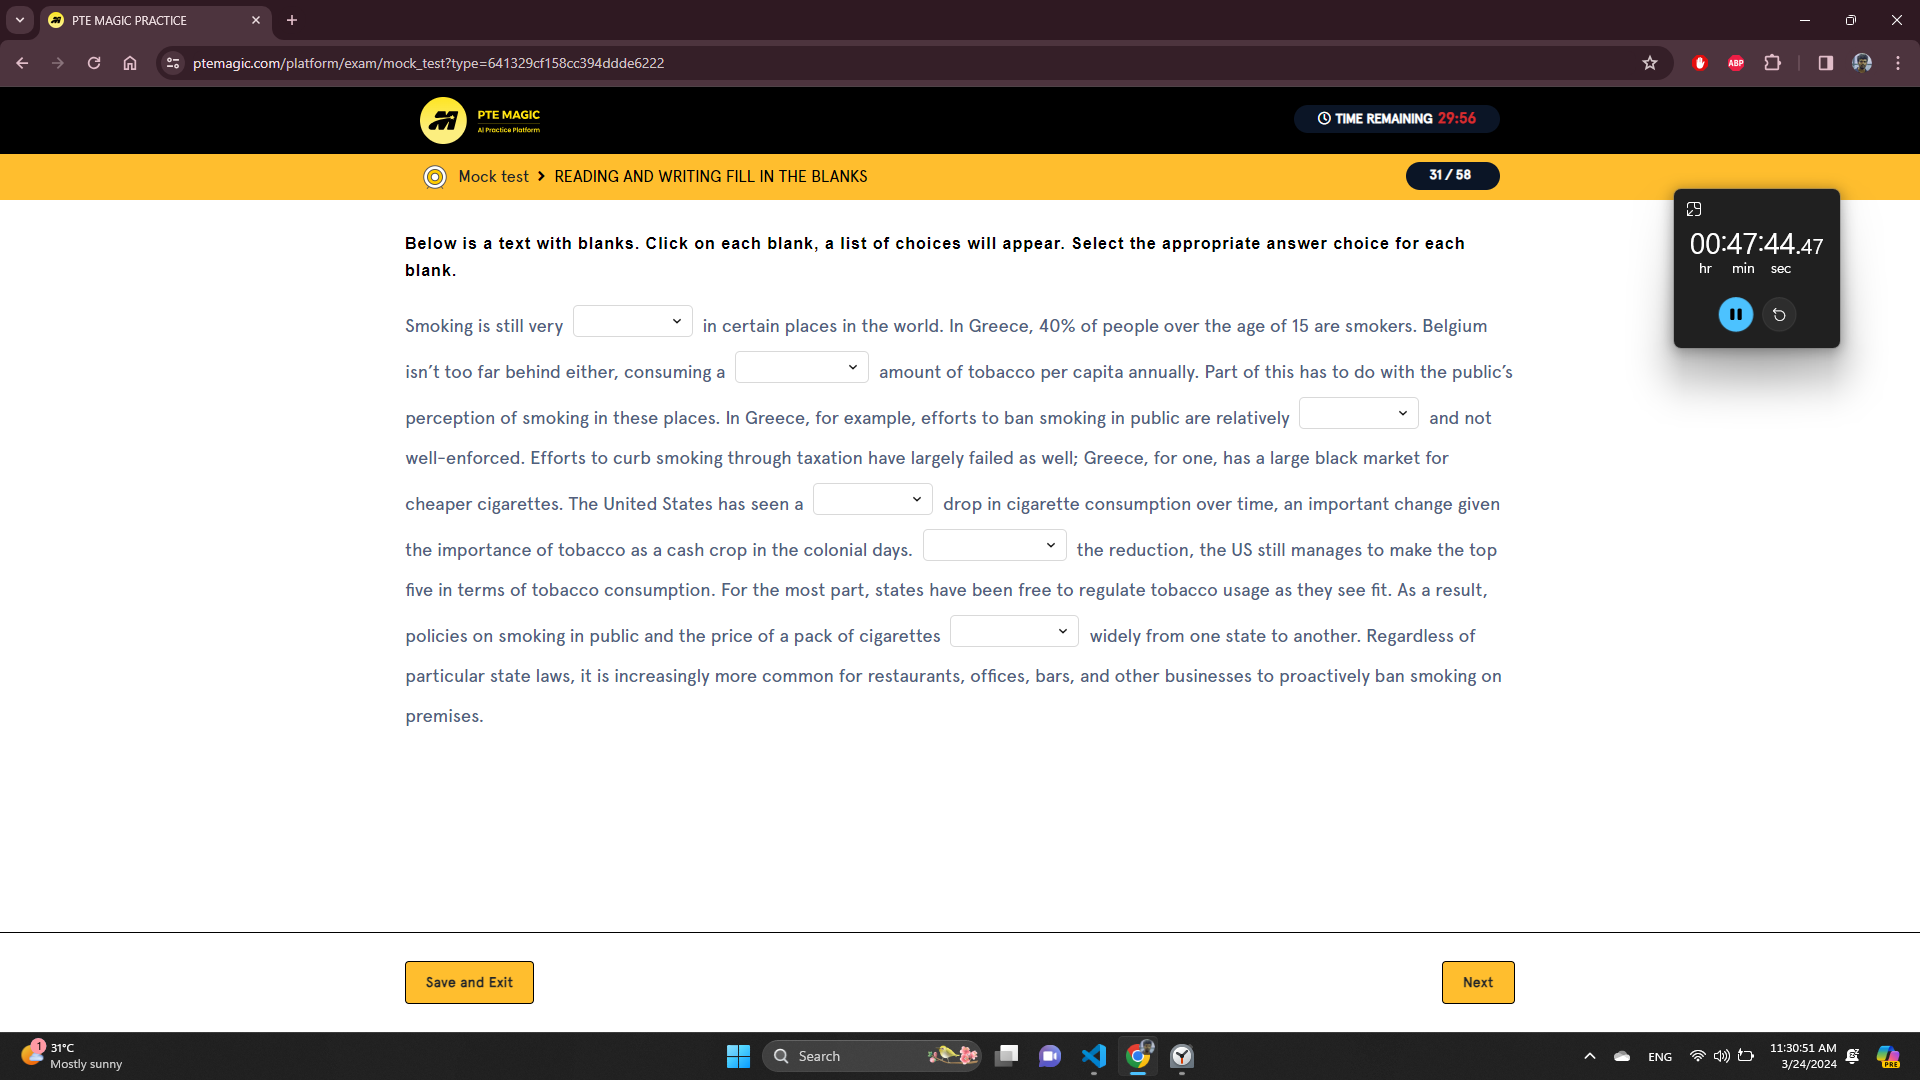 PTE MAGIC PRACTICE
ptemagic.com/platform/exam/mock_test?type=641329cf158cc394ddde6222
ABP
PTE MAGIC
AI Practice Platform
TIME REMAINING 29:56
Mock test > READING AND WRITING FILL IN THE BLANKS
31 / 58
00:47:44.47
hr min sec
Below is a text with blanks. Click on each blank, a list of choices will appear. Select the appropriate answer choice for each
blank.
Smoking is still very in certain places in the world. In Greece, 40% of people over the age of 15 are smokers. Belgium
isn't too far behind either, consuming a amount of tobacco per capita annually. Part of this has to do with the public's
perception of smoking in these places. In Greece, for example, efforts to ban smoking in public are relatively and not
well-enforced. Efforts to curb smoking through taxation have largely failed as well; Greece, for one, has a large black market for
cheaper cigarettes. The United States has seen a drop in cigarette consumption over time, an important change given
the importance of tobacco as a cash crop in the colonial days. the reduction, the US still manages to make the top
five in terms of tobacco consumption. For the most part, states have been free to regulate tobacco usage as they see fit. As a result,
policies on smoking in public and the price of a pack of cigarettes widely from one state to another. Regardless of
particular state laws, it is increasingly more common for restaurants, offices, bars, and other businesses to proactively ban smoking on
premises.
Save and Exit
Next
1
31°C
Mostly sunny
Search
ENG
11:30:51 AM
3/24/2024
PRE